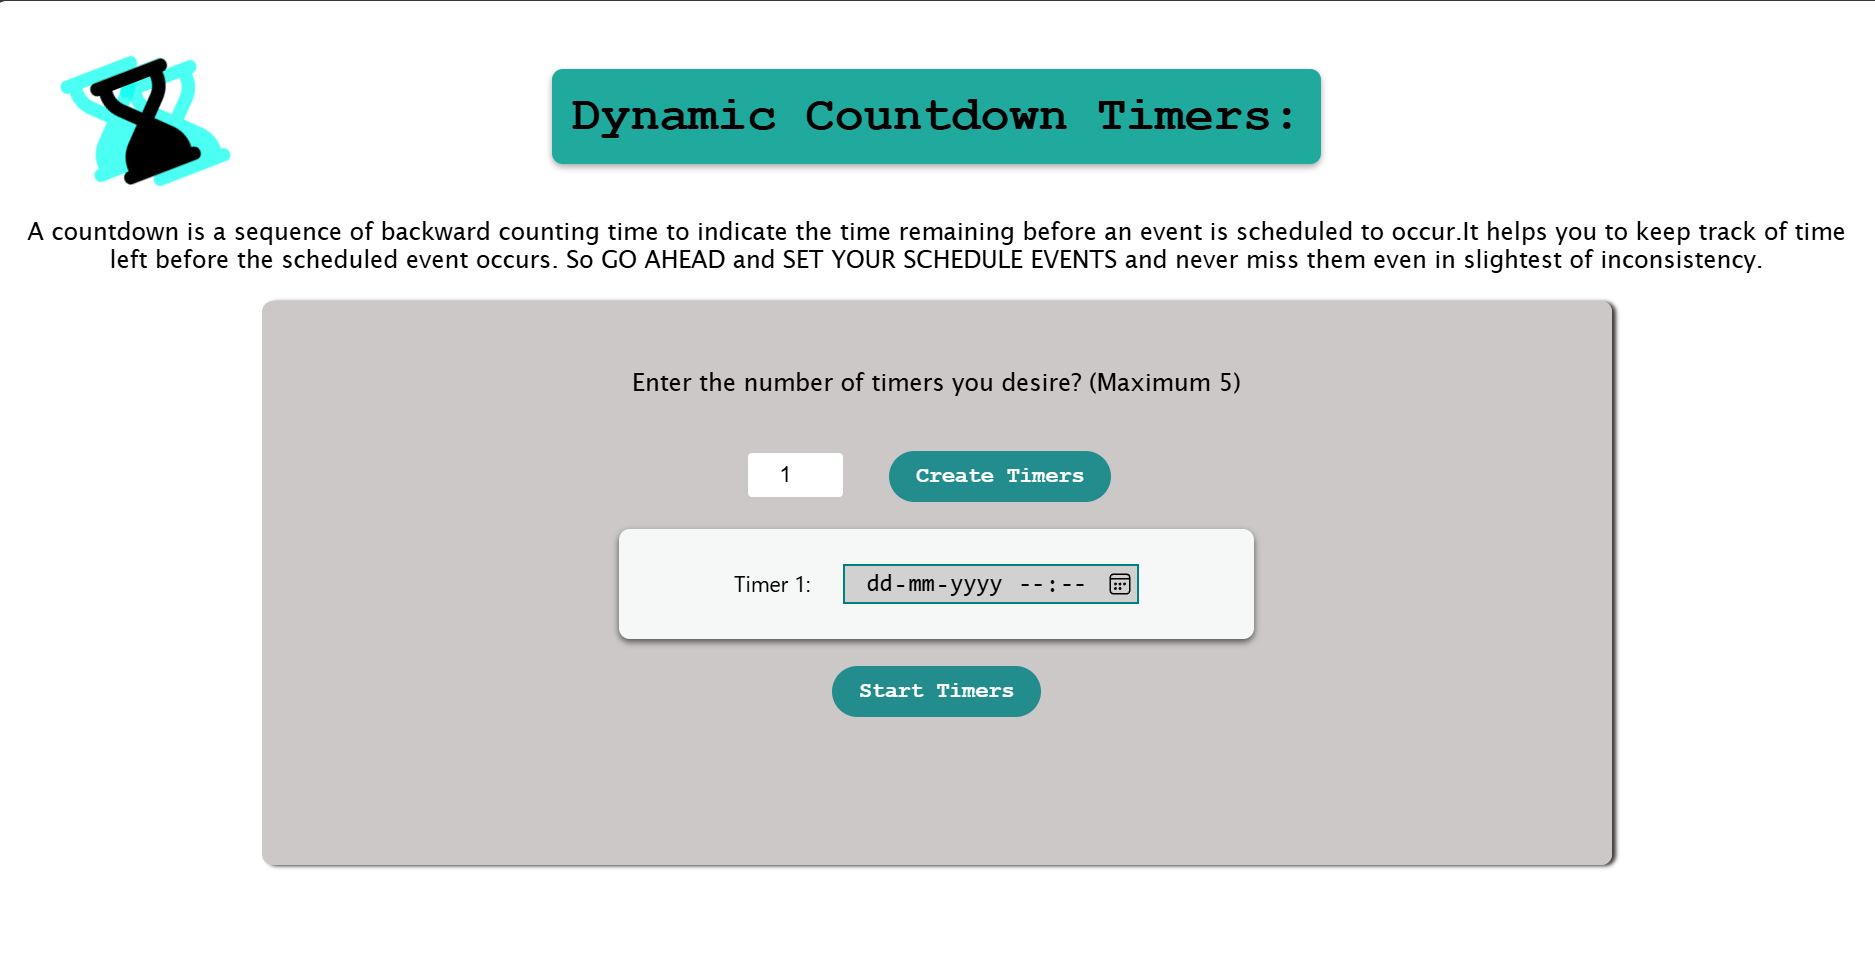 Dynamic Countdown Timers:
A countdown is a sequence of backward counting time to indicate the time remaining before an event is scheduled to occur.It helps you to keep track of time
left before the scheduled event occurs. So GO AHEAD and SET YOUR SCHEDULE EVENTS and never miss them even in slightest of inconsistency.
Enter the number of timers you desire? (Maximum 5)
1 Create Timers
Timer 1: dd-mm-yyyy --:--
Start Timers